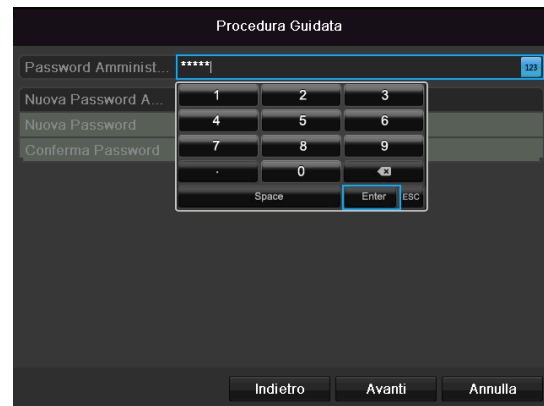 Procedura Guidata
Password Amminist... *****
123
Nuova Password A...
Nuova Password
Conferma Password
1 2 3
4 5 6
7 8 9
. 0
Space Enter ESC
Indietro Avanti Annulla